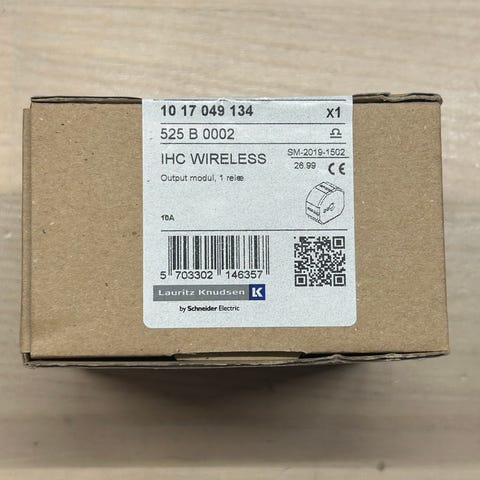 10 17 049 134 x1
525 B 0002
IHC WIRELESS SM-2019-1502
Output modul, 1 relæ 26.99 CE
10A
5 703302 146357
Lauritz Knudsen K
by Schneider Electric